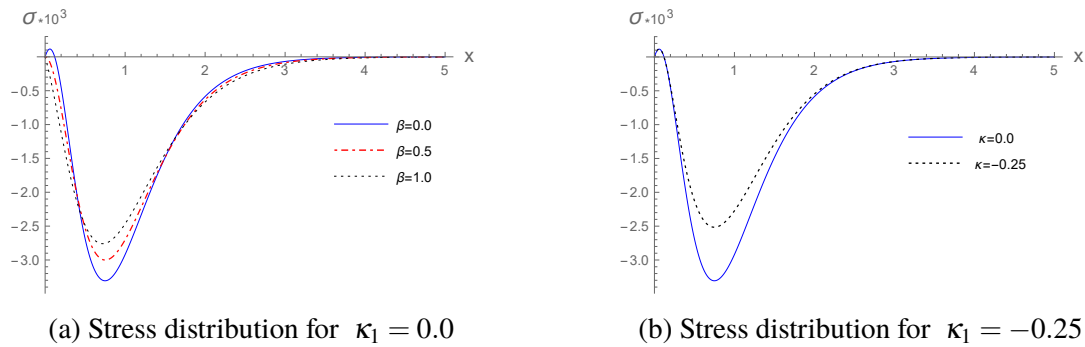 σ*10³
x
1 2 3 4 5
−0.5
−1.0
−1.5
−2.0
−2.5
−3.0
β=0.0
β=0.5
β=1.0
(a) Stress distribution for κ₁ = 0.0
σ*10³
x
1 2 3 4 5
−0.5
−1.0
−1.5
−2.0
−2.5
−3.0
κ=0.0
κ=−0.25
(b) Stress distribution for κ₁ = −0.25